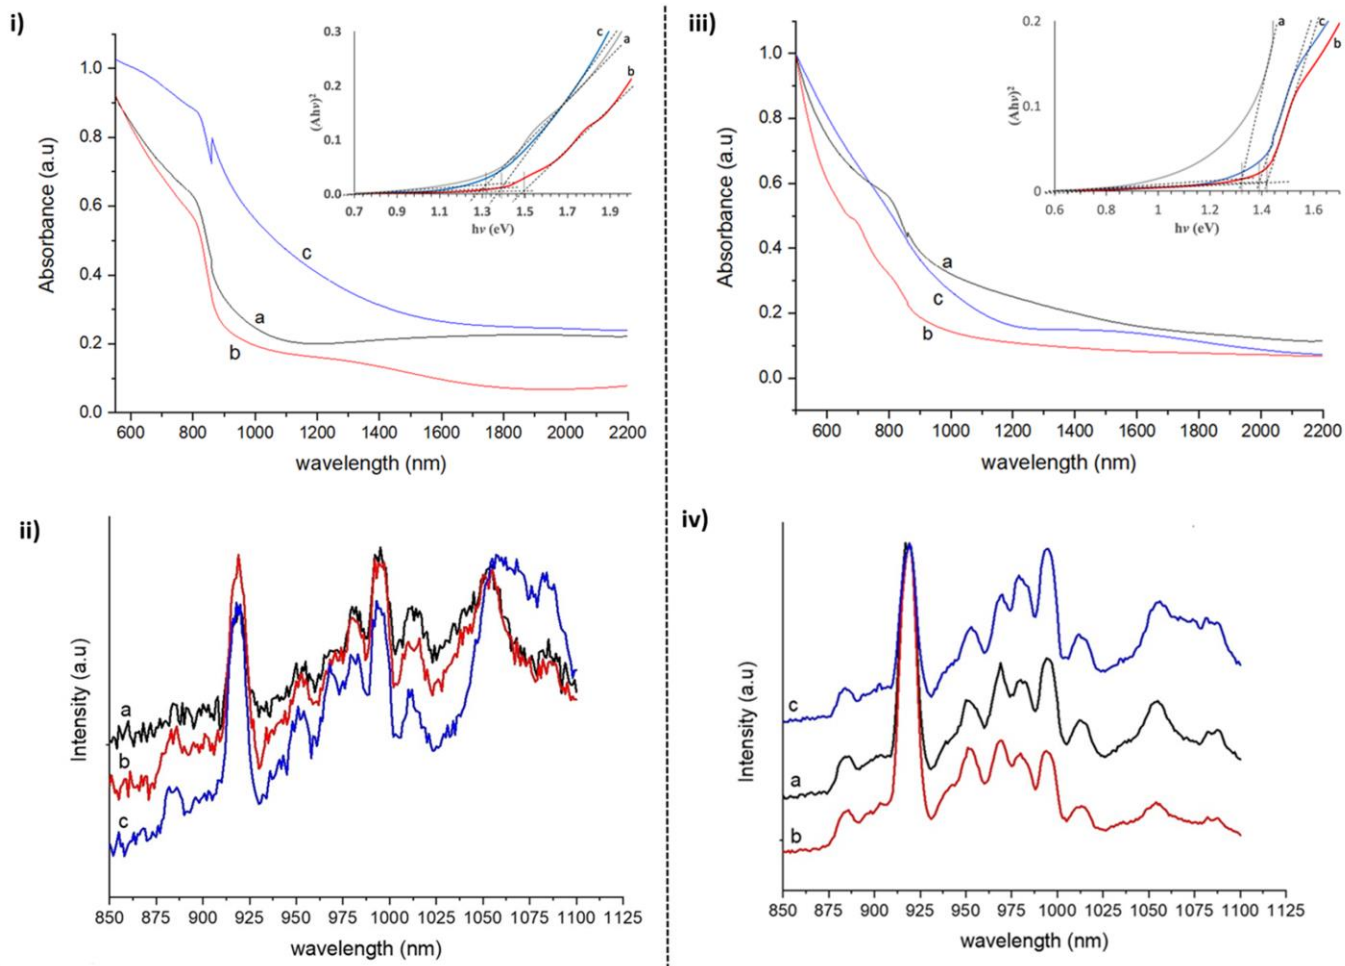 i)
Absorbance (a.u)
1.0
0.8
0.6
0.4
0.2
0.0
600 800 1000 1200 1400 1600 1800 2000 2200
wavelength (nm)
a
b
c
(Ahν)²
0.3
0.2
0.1
0.0
0.7 0.9 1.1 1.3 1.5 1.7 1.9
hν (eV)
c
a
b
iii)
Absorbance (a.u)
1.0
0.8
0.6
0.4
0.2
0.0
600 800 1000 1200 1400 1600 1800 2000 2200
wavelength (nm)
a
c
b
(Ahν)²
0.2
0.1
0
0.6 0.8 1 1.2 1.4 1.6
hν (eV)
a
c
b
ii)
Intensity (a.u)
a
b
c
850 875 900 925 950 975 1000 1025 1050 1075 1100 1125
wavelength (nm)
iv)
Intensity (a.u)
c
a
b
850 875 900 925 950 975 1000 1025 1050 1075 1100 1125
wavelength (nm)